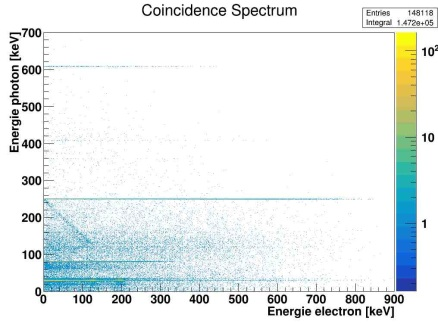 Coincidence Spectrum
Entries 148118
Integral 1.472e+05
Energie photon [keV]
700
600
500
400
300
200
100
0
0 100 200 300 400 500 600 700 800 900
Energie electron [keV]
10²
10
1